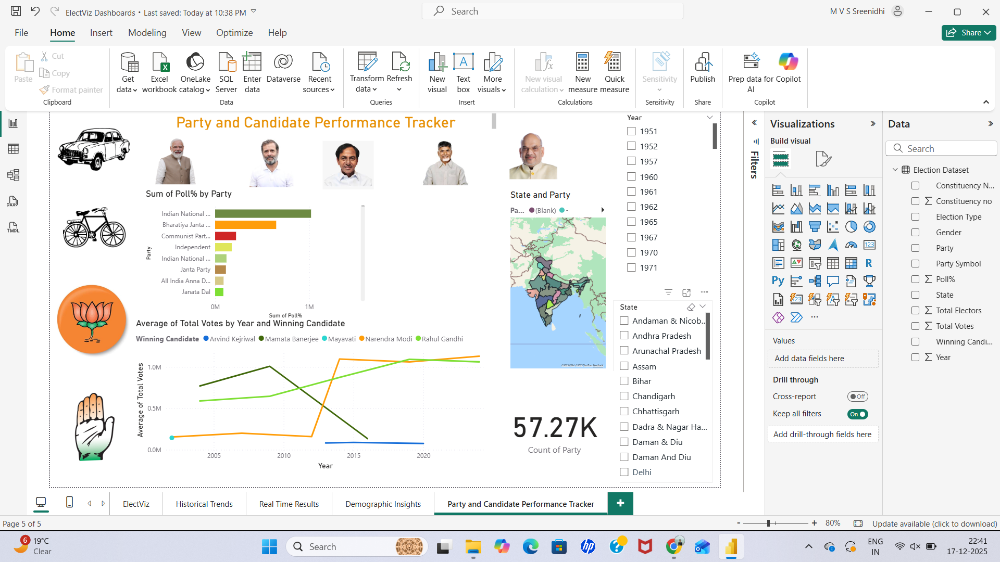 ElectViz Dashboards • Last saved: Today at 10:38 PM
Search
M V S Sreenidhi
File Home Insert Modeling View Optimize Help
Share
Paste
Cut
Copy
Format painter
Clipboard
Get data
Excel workbook
OneLake catalog
SQL Server
Enter data
Dataverse
Recent sources
Data
Transform data
Refresh
Queries
New visual
Text box
More visuals
Insert
New visual calculation
New measure
Quick measure
Calculations
Sensitivity
Sensitivity
Publish
Share
Prep data for AI
Copilot
Copilot
Party and Candidate Performance Tracker
Sum of Poll% by Party
Party
Indian National ...
Bharatiya Janta ...
Communist Part...
Independent
Indian National ...
Janta Party
All India Anna D...
Janata Dal
0M 1M
Sum of Poll%
Average of Total Votes by Year and Winning Candidate
Winning Candidate Arvind Kejriwal Mamata Banerjee Mayavati Narendra Modi Rahul Gandhi
Average of Total Votes
1.0M
0.5M
0.0M
2005 2010 2015 2020
Year
State and Party
Pa... (Blank) -
©2025 OSM ©2025 TomTom Feedback
57.27K
Count of Party
Year
1951
1952
1957
1960
1961
1962
1965
1967
1970
1971
State
Andaman & Nicob...
Andhra Pradesh
Arunachal Pradesh
Assam
Bihar
Chandigarh
Chhattisgarh
Dadra & Nagar Ha...
Daman & Diu
Daman And Diu
Delhi
Filters
Visualizations
Build visual
Values
Add data fields here
Drill through
Cross-report Off
Keep all filters On
Add drill-through fields here
Data
Search
Election Dataset
Constituency N...
Constituency no
Election Type
Gender
Party
Party Symbol
Poll%
State
Total Electors
Total Votes
Winning Candi...
Year
DAX
TMDL
123
R
Py
123
ElectViz
Historical Trends
Real Time Results
Demographic Insights
Party and Candidate Performance Tracker
Page 5 of 5
- + 80%
Update available (click to download)
6
19°C
Clear
Search
hp
ENG
IN
22:41
17-12-2025